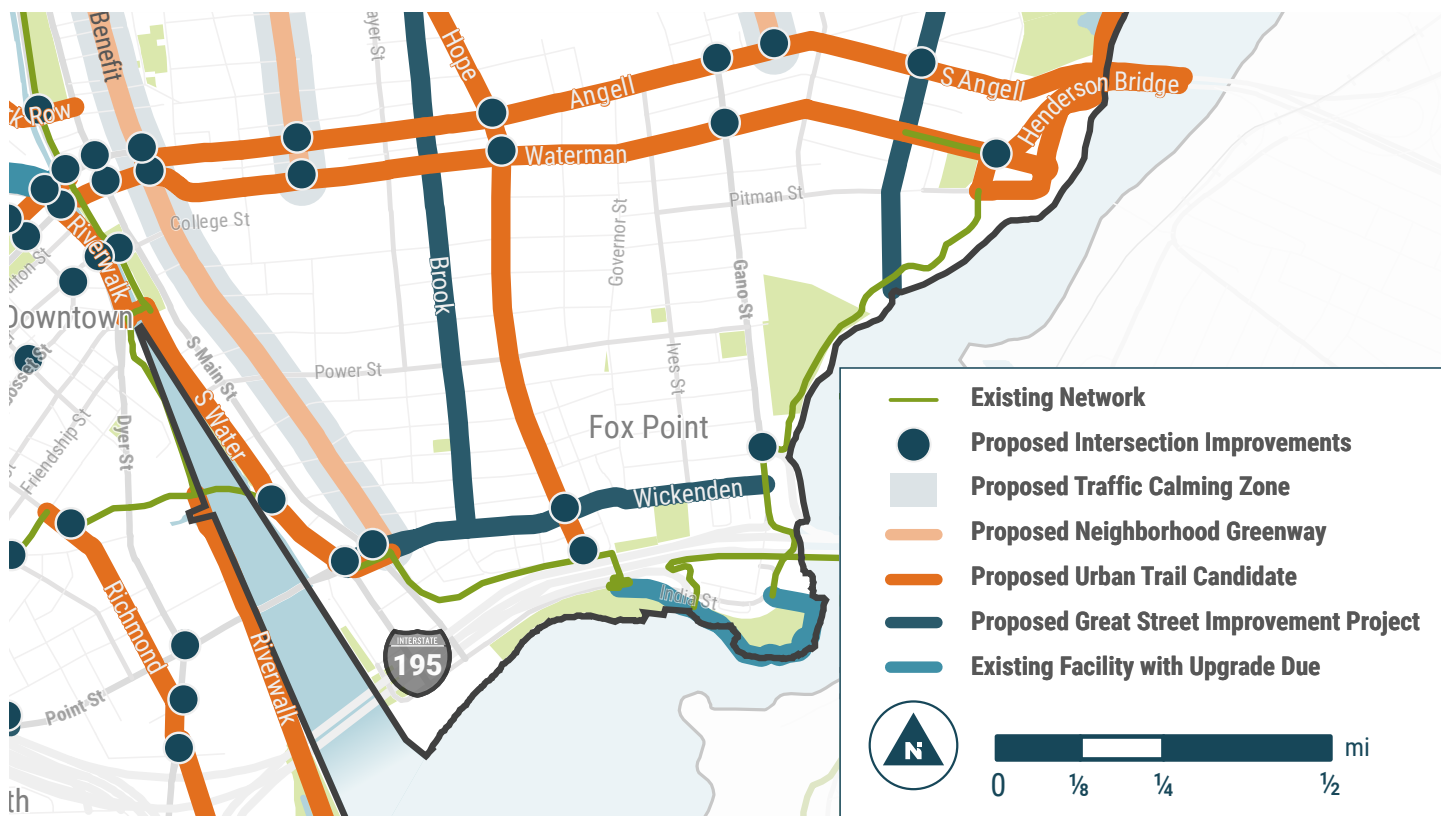 Benefit
ayer St
Hope
Angell
S Angell
Henderson Bridge
k Row
Waterman
Pitman St
College St
Governor St
Riverwalk
Brook
Gano St
Downtown
S Main St
Power St
Ives St
S Water
Dyer St
Friendship St
Fox Point
Wickenden
India St
Richmond
Riverwalk
INTERSTATE
195
Point St
th
Existing Network
Proposed Intersection Improvements
Proposed Traffic Calming Zone
Proposed Neighborhood Greenway
Proposed Urban Trail Candidate
Proposed Great Street Improvement Project
Existing Facility with Upgrade Due
N
mi
0 ⅛ ¼ ½